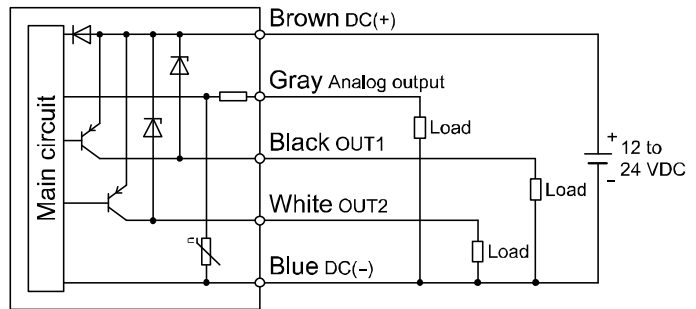 Brown DC(+)
Gray Analog output
Load
Black OUT1
+
12 to
24 VDC
−
Load
White OUT2
Load
Blue DC(−)
Main circuit
n